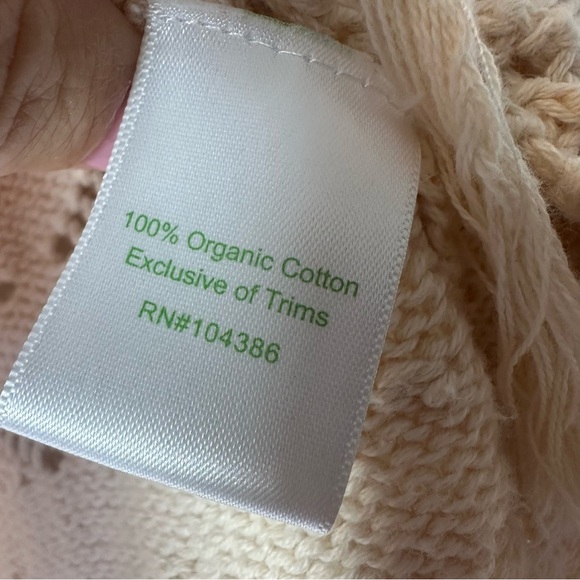 100% Organic Cotton
Exclusive of Trims
RN#104386